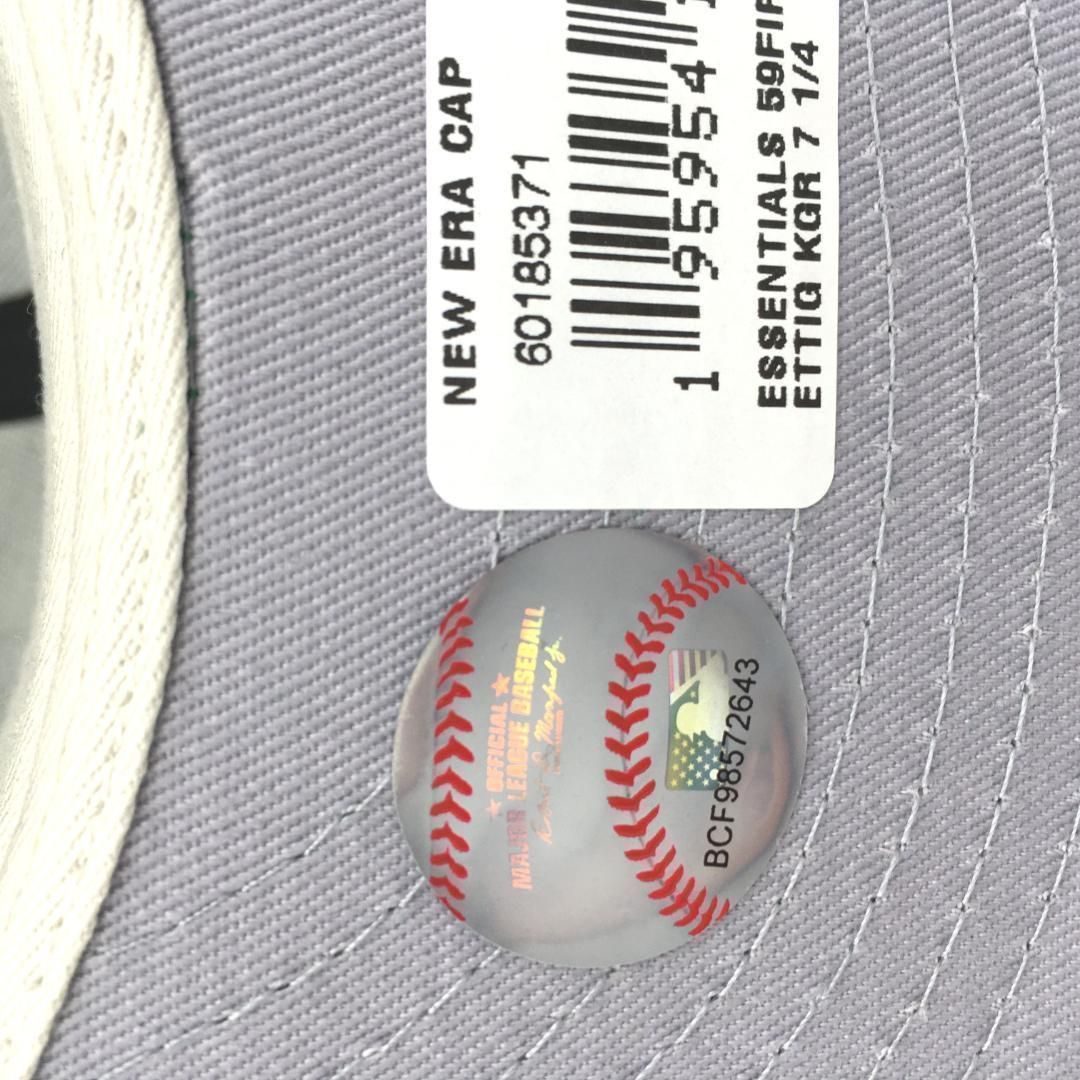 NEW ERA CAP
60185371
1 95954
ESSENTIALS 59FIF
ETTIG KGR 7 1/4
★ OFFICIAL ★
MAJOR LEAGUE BASEBALL
BCF98572643